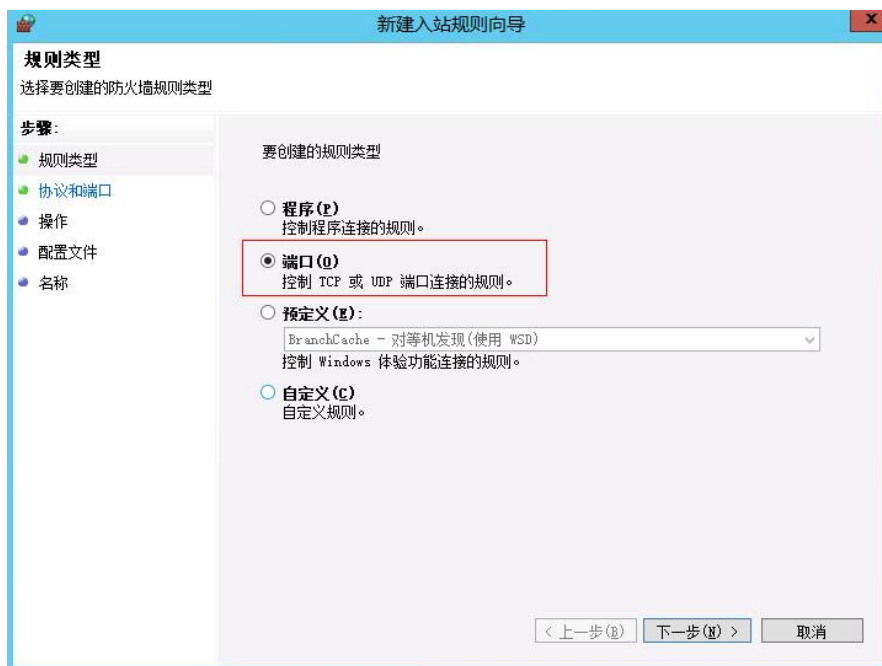 新建入站规则向导
x
规则类型
选择要创建的防火墙规则类型
步骤:
规则类型
协议和端口
操作
配置文件
名称
要创建的规则类型
程序(P)
控制程序连接的规则。
端口(O)
控制 TCP 或 UDP 端口连接的规则。
预定义(E):
BranchCache - 对等机发现(使用 WSD)
控制 Windows 体验功能连接的规则。
自定义(C)
自定义规则。
< 上一步(B)
下一步(N) >
取消